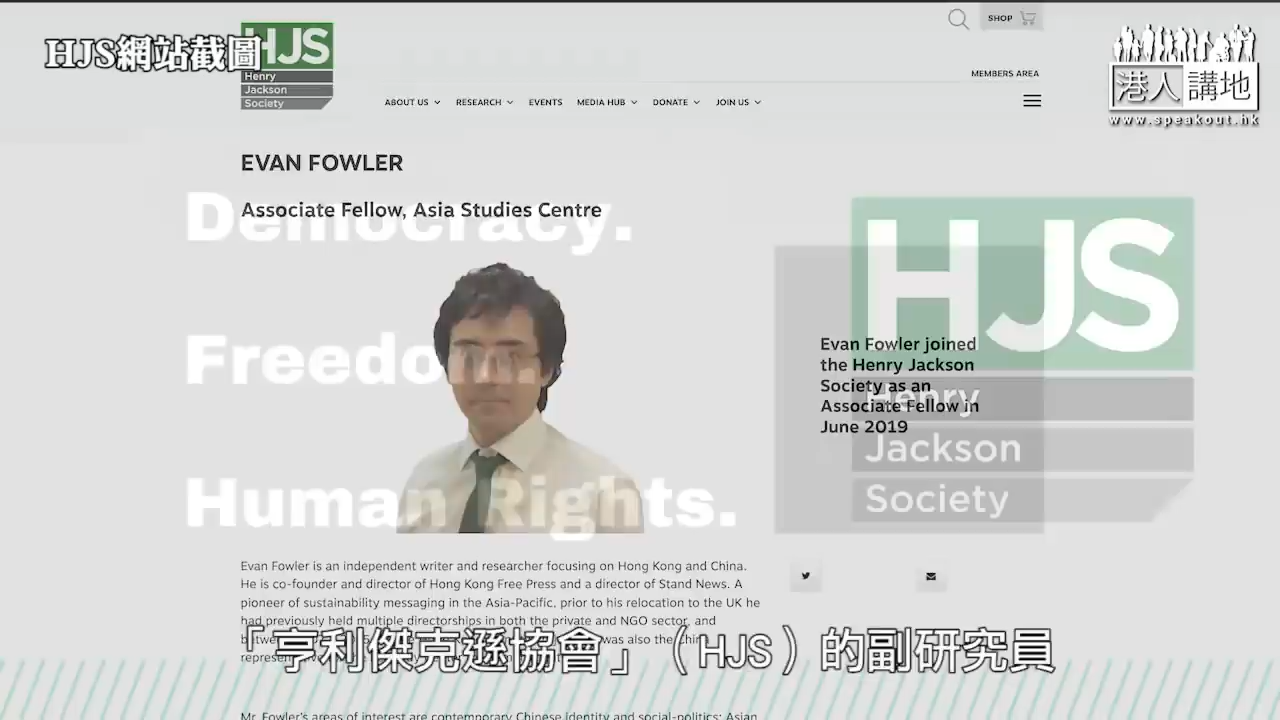 HJS網站截圖
HJS
Henry
Jackson
Society
SHOP
MEMBERS AREA
ABOUT US
RESEARCH
EVENTS
MEDIA HUB
DONATE
JOIN US
港人講地
www.speakout.hk
EVAN FOWLER
Associate Fellow, Asia Studies Centre
Democracy.
Freedom.
Human Rights.
HJS
Henry
Jackson
Society
Evan Fowler joined
the Henry Jackson
Society as an
Associate Fellow in
June 2019
Evan Fowler is an independent writer and researcher focusing on Hong Kong and China.
He is co-founder and director of Hong Kong Free Press and a director of Stand News. A
pioneer of sustainability messaging in the Asia-Pacific, prior to his relocation to the UK he
had previously held multiple directorships in both the private and NGO sector, and
was also the
「亨利傑克遜協會」（HJS）的副研究員
Mr. Fowler's areas of interest are contemporary Chinese identity and social-politics; Asian